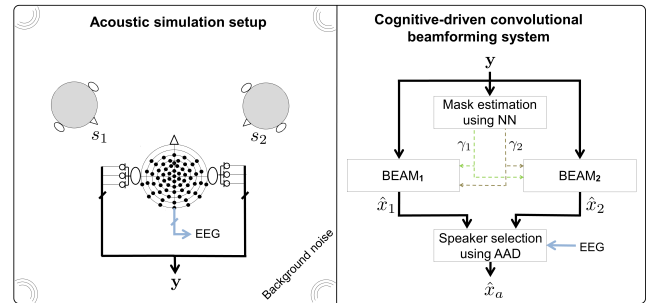 Acoustic simulation setup
s₁
s₂
EEG
y
Background noise
Cognitive-driven convolutional
beamforming system
y
Mask estimation
using NN
γ₁
γ₂
BEAM₁
BEAM₂
x̂₁
x̂₂
Speaker selection
using AAD
EEG
x̂ₐ